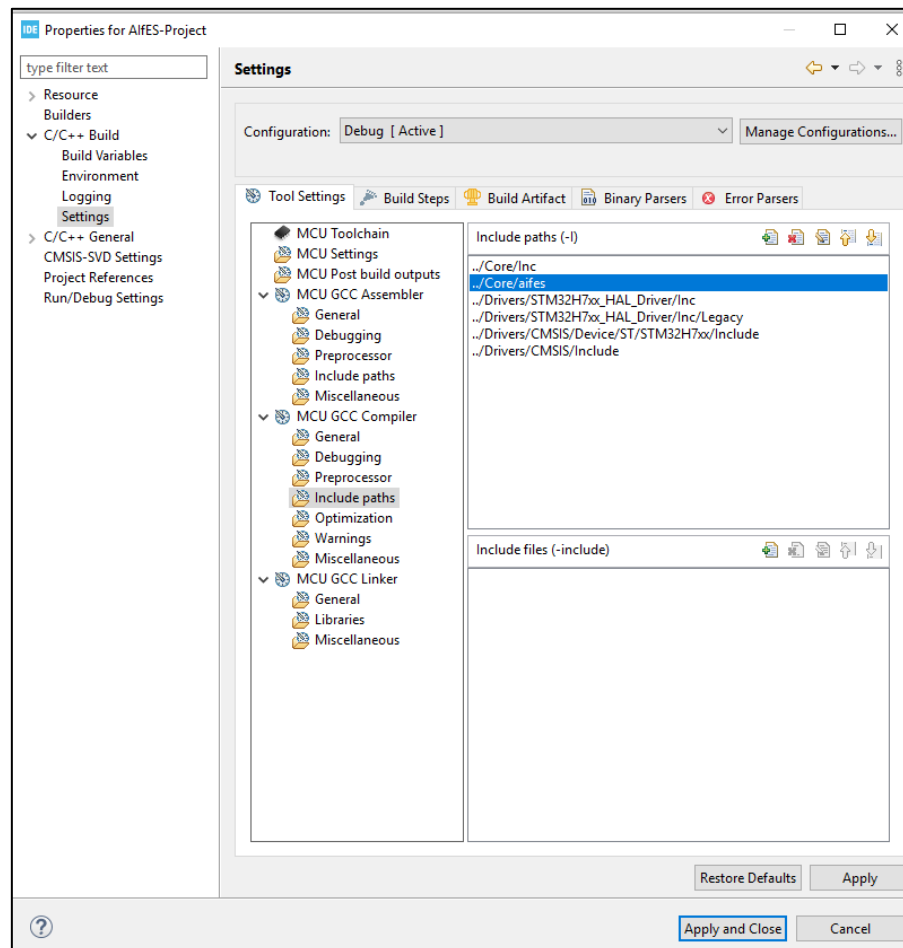 IDE Properties for AIfES-Project
type filter text
Resource
Builders
C/C++ Build
Build Variables
Environment
Logging
Settings
C/C++ General
CMSIS-SVD Settings
Project References
Run/Debug Settings
Settings
Configuration: Debug [ Active ] Manage Configurations...
Tool Settings Build Steps Build Artifact Binary Parsers Error Parsers
MCU Toolchain
MCU Settings
MCU Post build outputs
MCU GCC Assembler
General
Debugging
Preprocessor
Include paths
Miscellaneous
MCU GCC Compiler
General
Debugging
Preprocessor
Include paths
Optimization
Warnings
Miscellaneous
MCU GCC Linker
General
Libraries
Miscellaneous
Include paths (-I)
../Core/Inc
../Core/aifes
../Drivers/STM32H7xx_HAL_Driver/Inc
../Drivers/STM32H7xx_HAL_Driver/Inc/Legacy
../Drivers/CMSIS/Device/ST/STM32H7xx/Include
../Drivers/CMSIS/Include
Include files (-include)
Restore Defaults Apply
? Apply and Close Cancel